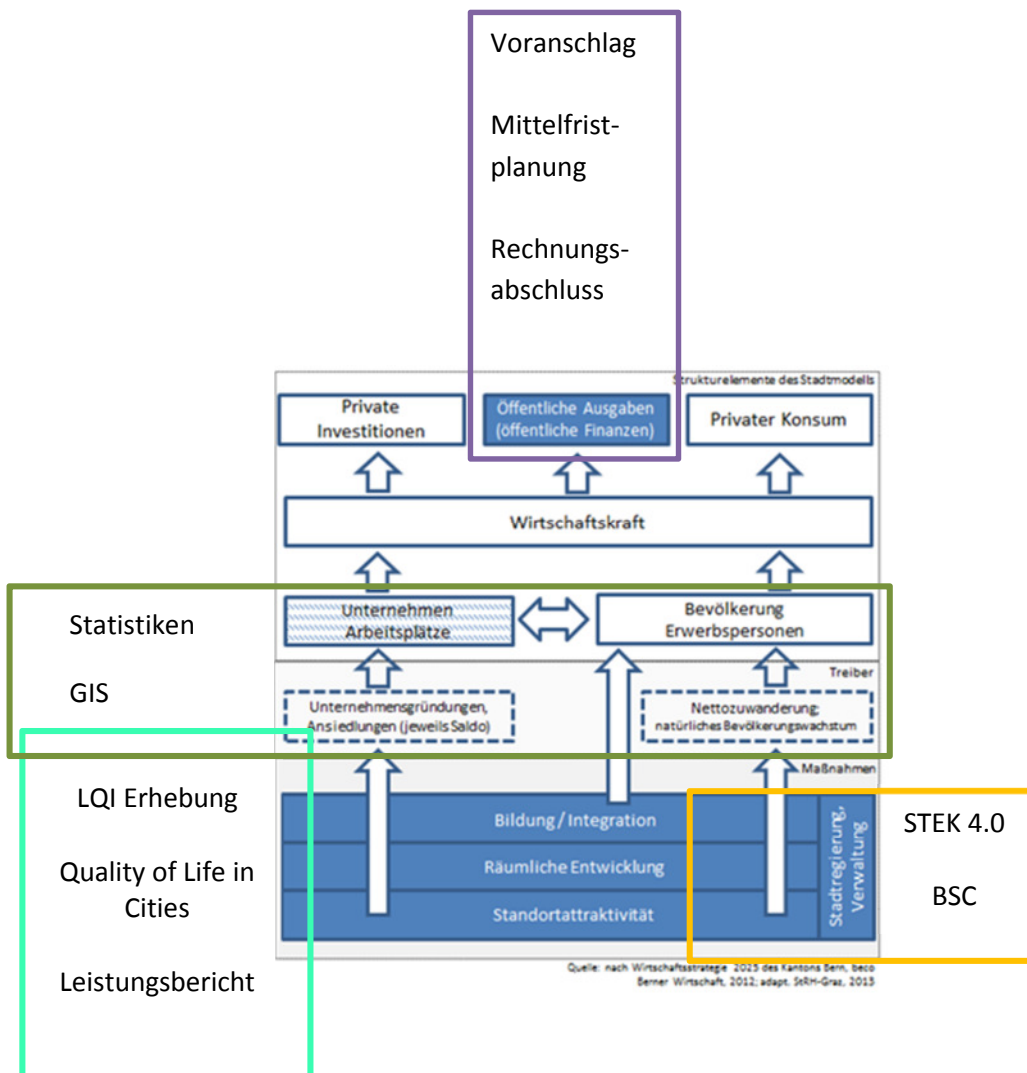 Voranschlag
Mittelfrist-
planung
Rechnungs-
abschluss
Strukturelemente des Stadtmodells
Private
Investitionen
Öffentliche Ausgaben
(öffentliche Finanzen)
Privater Konsum
Wirtschaftskraft
Statistiken
GIS
Unternehmen
Arbeitsplätze
Bevölkerung
Erwerbspersonen
Treiber
Unternehmensgründungen,
Ansiedlungen (jeweils Saldo)
Nettozuwanderung;
natürliches Bevölkerungswachstum
Maßnahmen
LQI Erhebung
Quality of Life in
Cities
Leistungsbericht
Bildung / Integration
Räumliche Entwicklung
Standortattraktivität
Stadtregierung,
Verwaltung
STEK 4.0
BSC
Quelle: nach Wirtschaftsstrategie 2025 des Kantons Bern, beco
Berner Wirtschaft, 2012; adapt. StRH-Graz, 2013